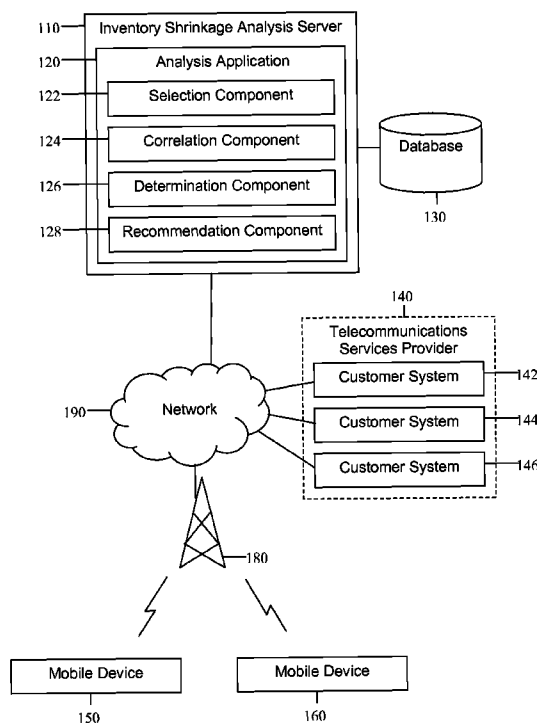 110 Inventory Shrinkage Analysis Server
120 Analysis Application
122 Selection Component
124 Correlation Component
126 Determination Component
128 Recommendation Component
Database
130
140
Telecommunications
Services Provider
Customer System 142
Customer System 144
Customer System 146
190 Network
180
Mobile Device
150
Mobile Device
160